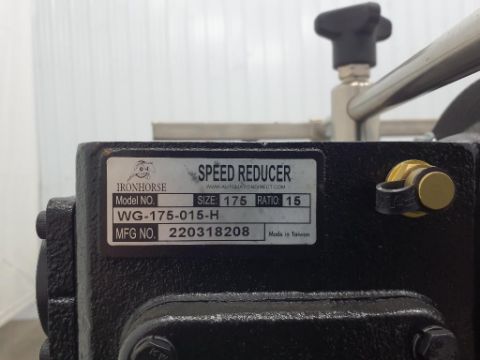 SPEED REDUCER
IRONHORSE
WWW.AUTOMATIONDIRECT.COM
Model NO. SIZE: 175 RATIO: 15
WG-175-015-H
MFG NO. 220318208 Made in Taiwan